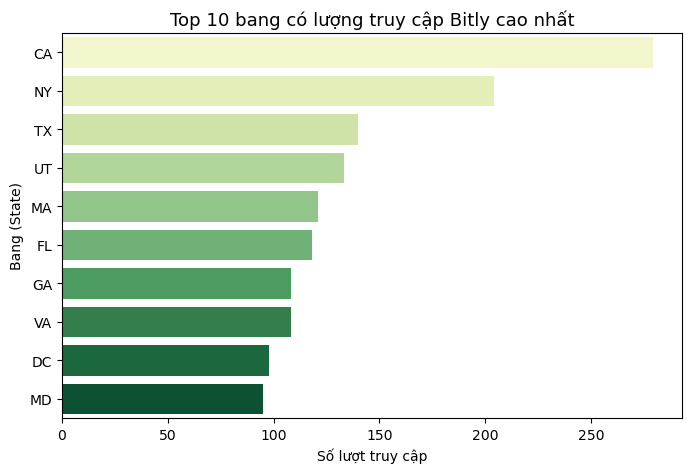 Top 10 bang có lượng truy cập Bitly cao nhất
Bang (State)
CA
NY
TX
UT
MA
FL
GA
VA
DC
MD
0 50 100 150 200 250
Số lượt truy cập